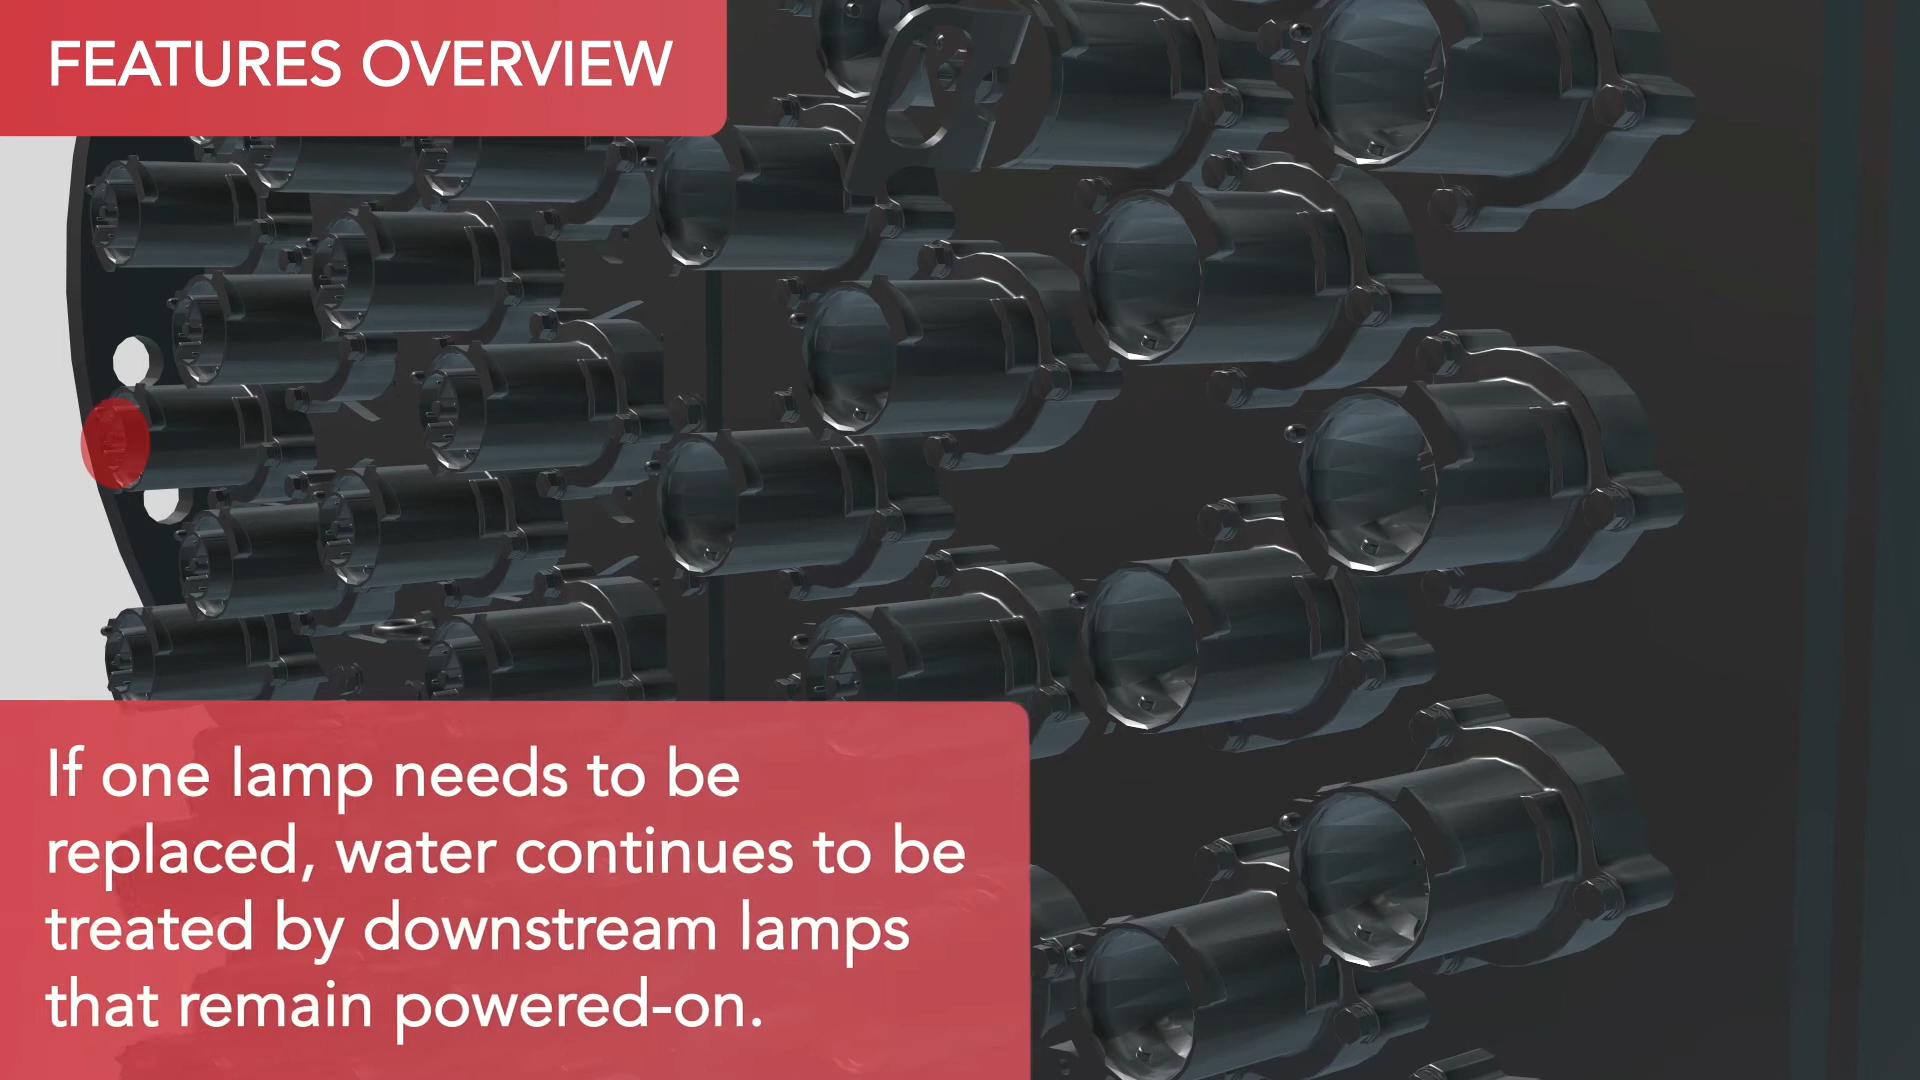 FEATURES OVERVIEW
If one lamp needs to be
replaced, water continues to be
treated by downstream lamps
that remain powered-on.